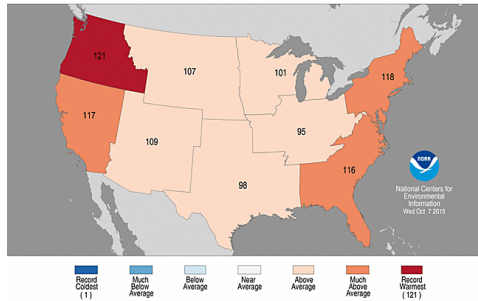 121
107
101
118
117
109
95
116
98
NOAA
National Centers for
Environmental
Information
Wed Oct 7 2015
Record
Coldest
( 1 )
Much
Below
Average
Below
Average
Near
Average
Above
Average
Much
Above
Average
Record
Warmest
( 121 )